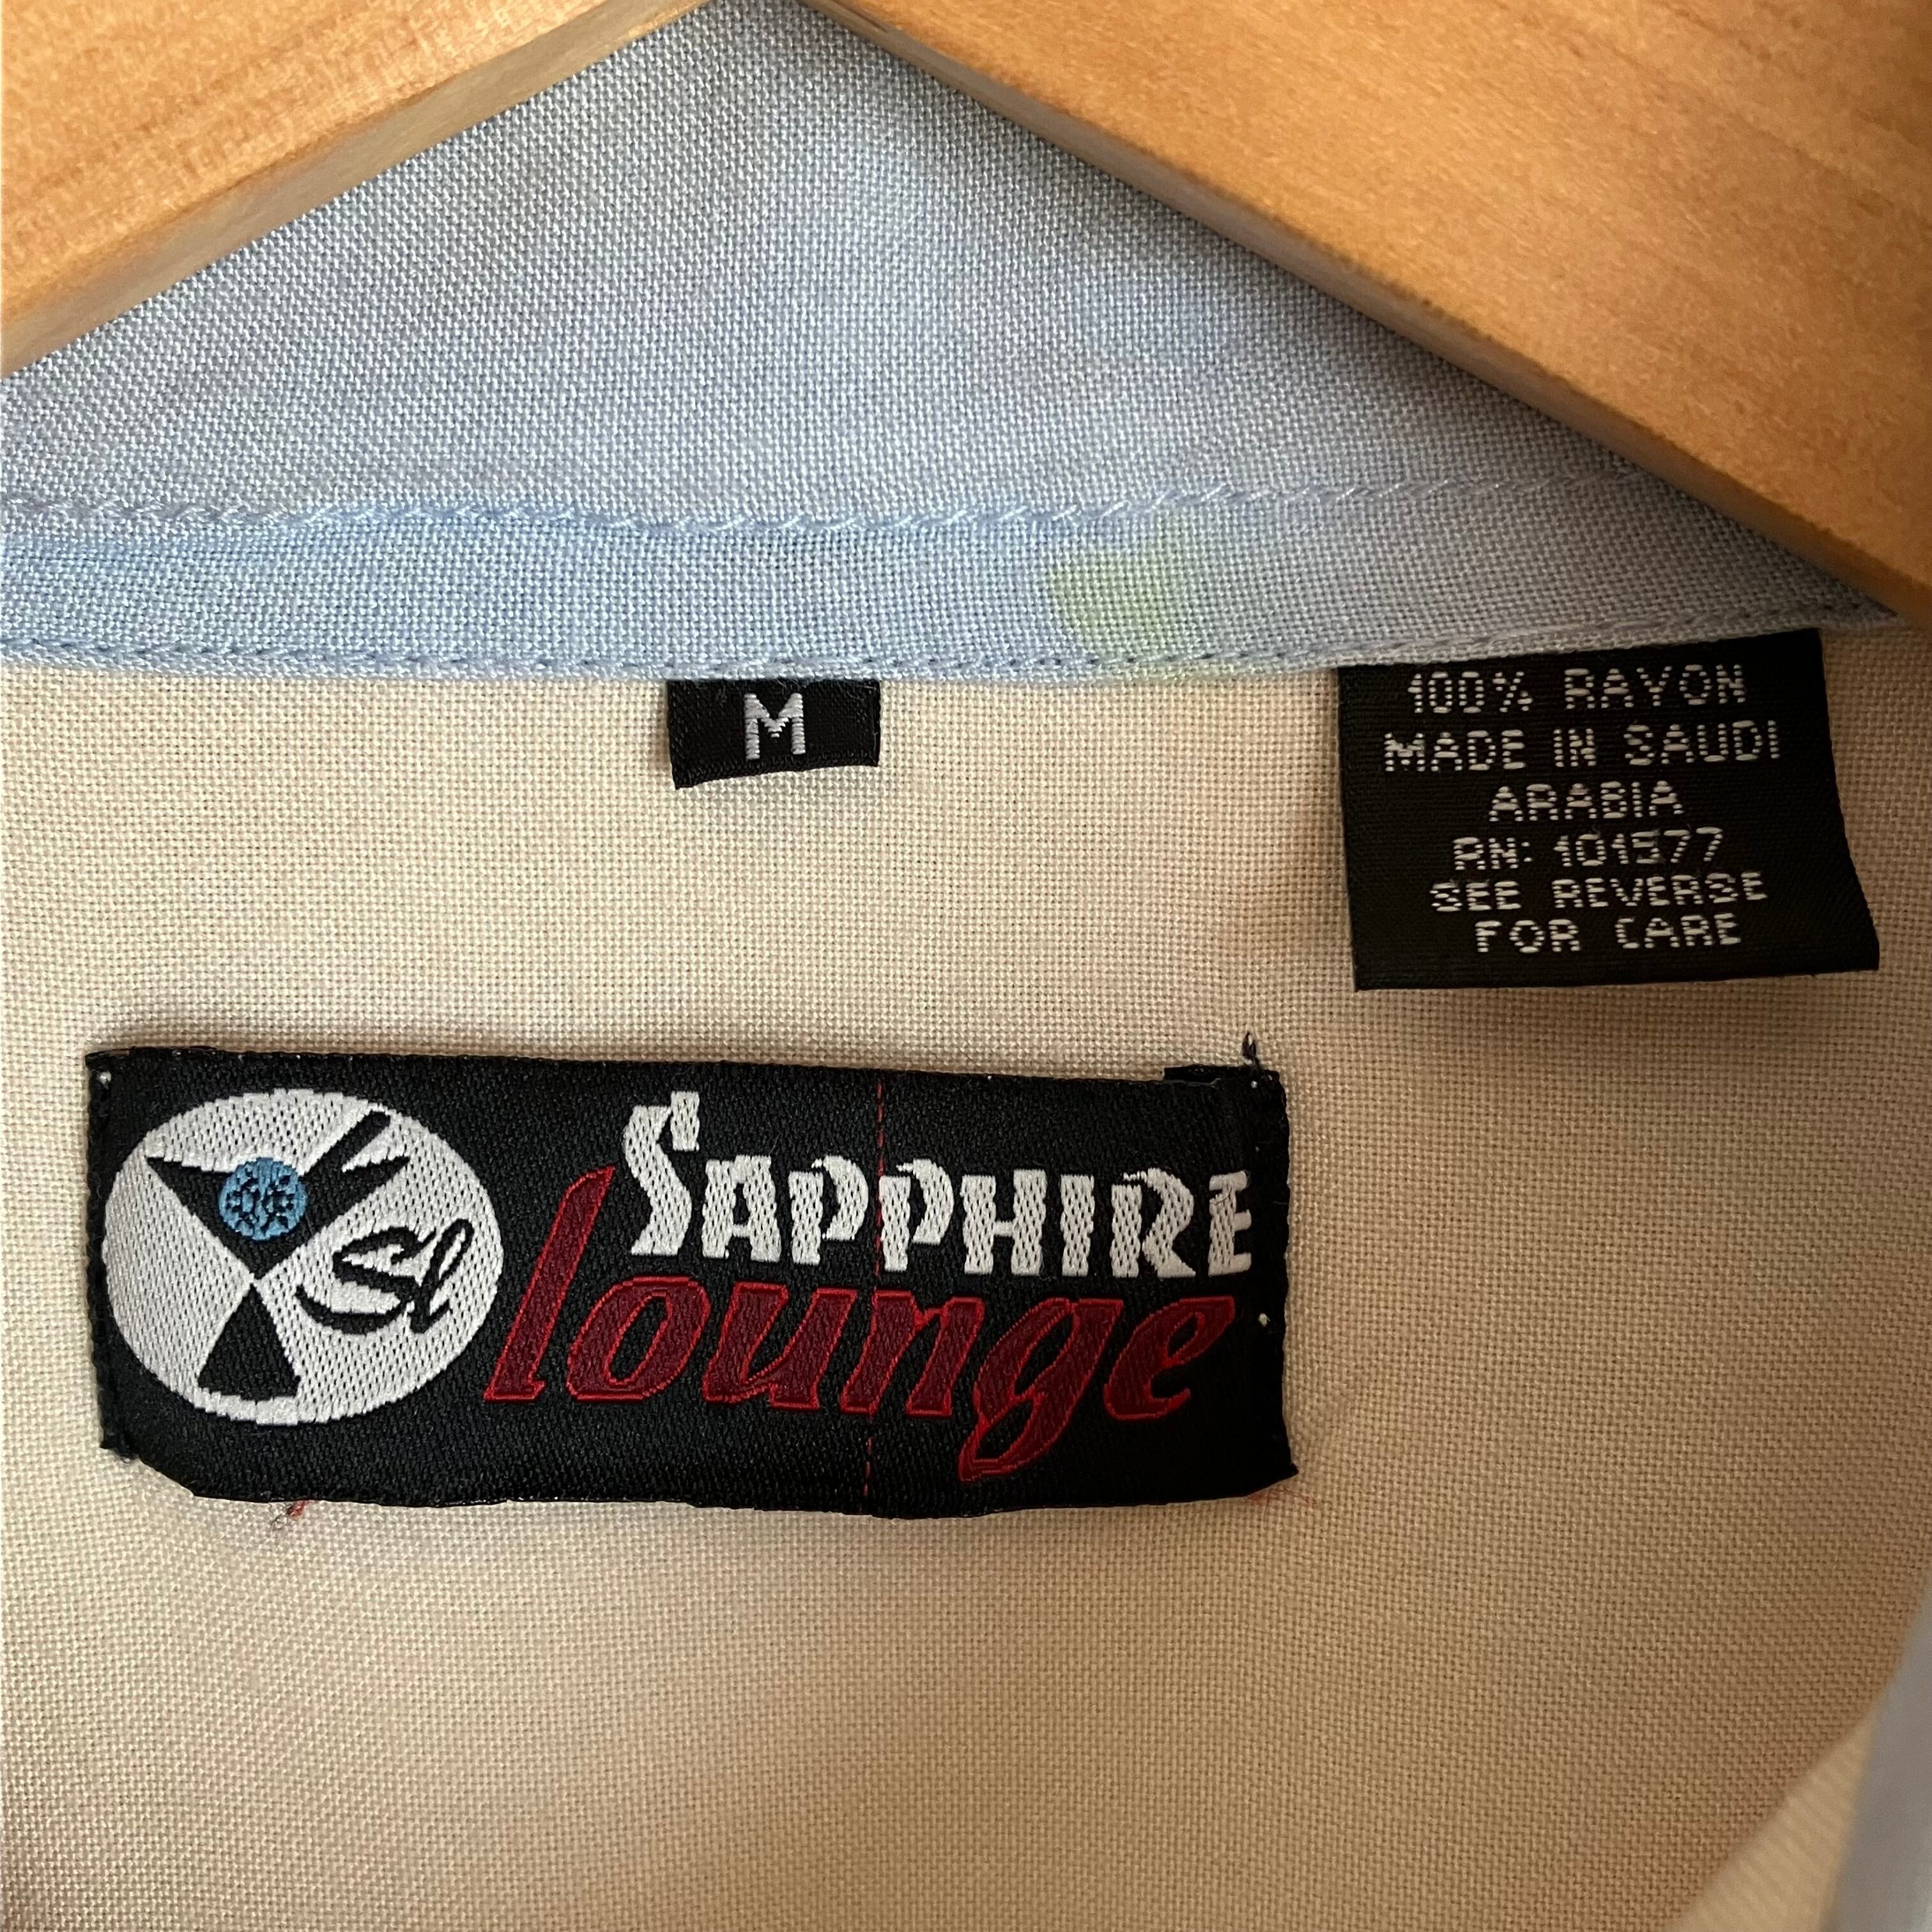 M
100% RAYON
MADE IN SAUDI
ARABIA
RN: 101577
SEE REVERSE
FOR CARE
Sl
SAPPHIRE
lounge